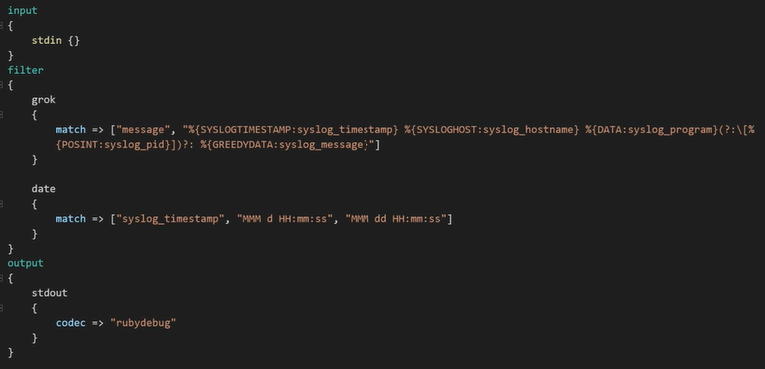 input
{
stdin {}
}
filter
{
grok
{
match => ["message", "%{SYSLOGTIMESTAMP:syslog_timestamp} %{SYSLOGHOST:syslog_hostname} %{DATA:syslog_program}(?:\[%
{POSINT:syslog_pid}])?: %{GREEDYDATA:syslog_message}"]
}
date
{
match => ["syslog_timestamp", "MMM d HH:mm:ss", "MMM dd HH:mm:ss"]
}
}
output
{
stdout
{
codec => "rubydebug"
}
}